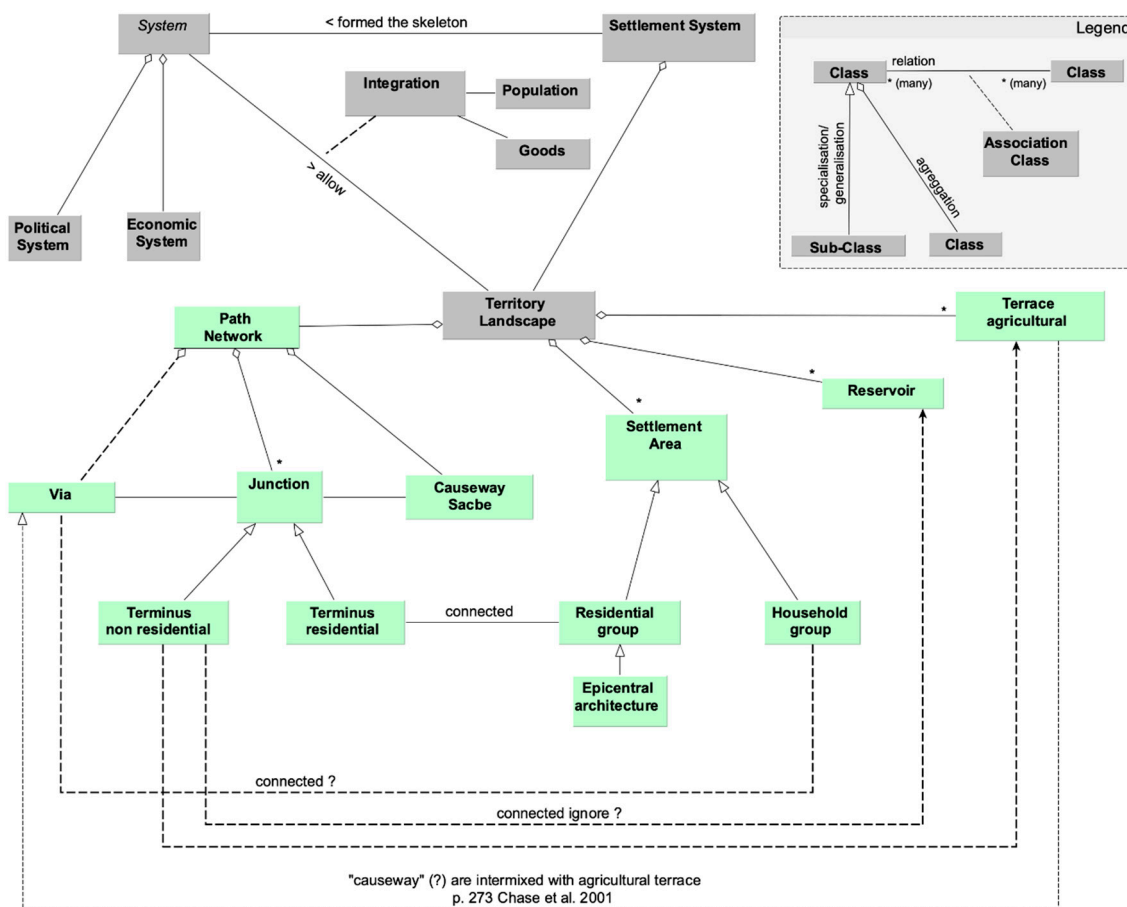 < formed the skeleton
System
Settlement System
Legend
relation
Class
Class
* (many)
* (many)
Integration
Population
Goods
Association
Class
specialisation/
generalisation
agreggation
> allow
Political
System
Economic
System
Sub-Class
Class
Territory
Landscape
Terrace
agricultural
*
Path
Network
*
Reservoir
*
Settlement
Area
*
Via
Junction
Causeway
Sacbe
Terminus
non residential
Terminus
residential
connected
Residential
group
Household
group
Epicentral
architecture
connected ?
connected ignore ?
"causeway" (?) are intermixed with agricultural terrace
p. 273 Chase et al. 2001